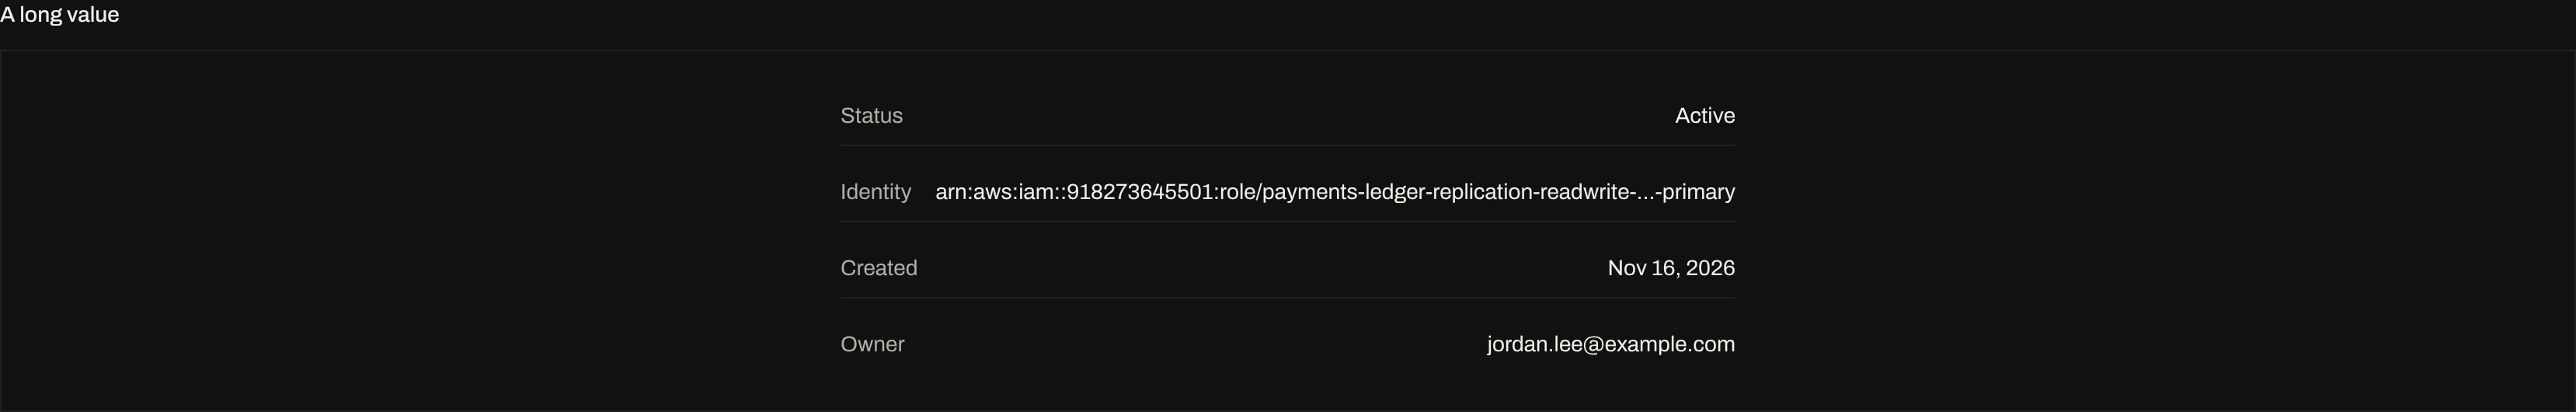 A long value
Status Active
Identity arn:aws:iam::918273645501:role/payments-ledger-replication-readwrite-...-primary
Created Nov 16, 2026
Owner jordan.lee@example.com